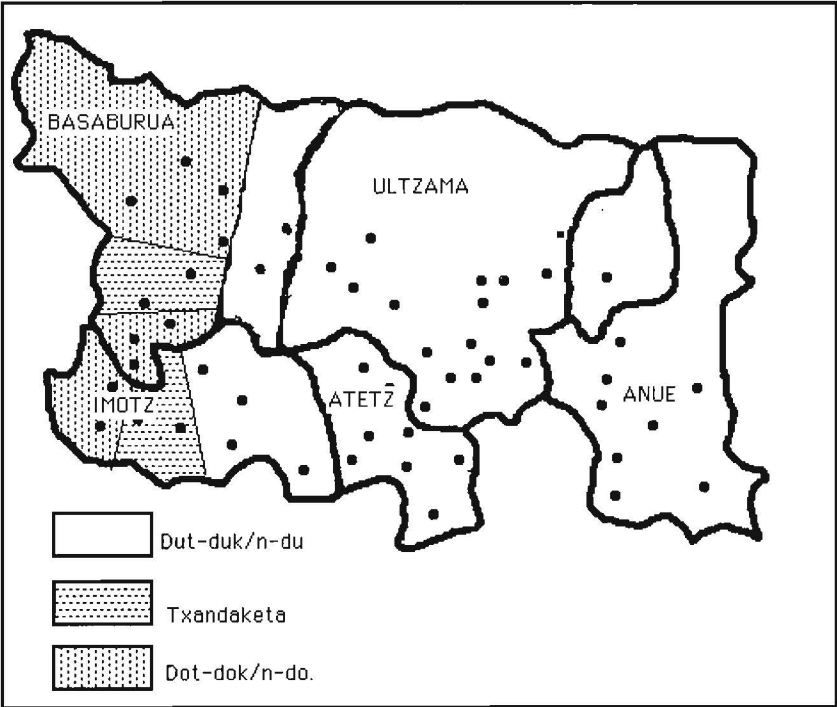 BASABURUA
ULTZAMA
IMOTZ
ATETZ
ANUE
Dut-duk/n-du
Txandaketa
Dot-dok/n-do.